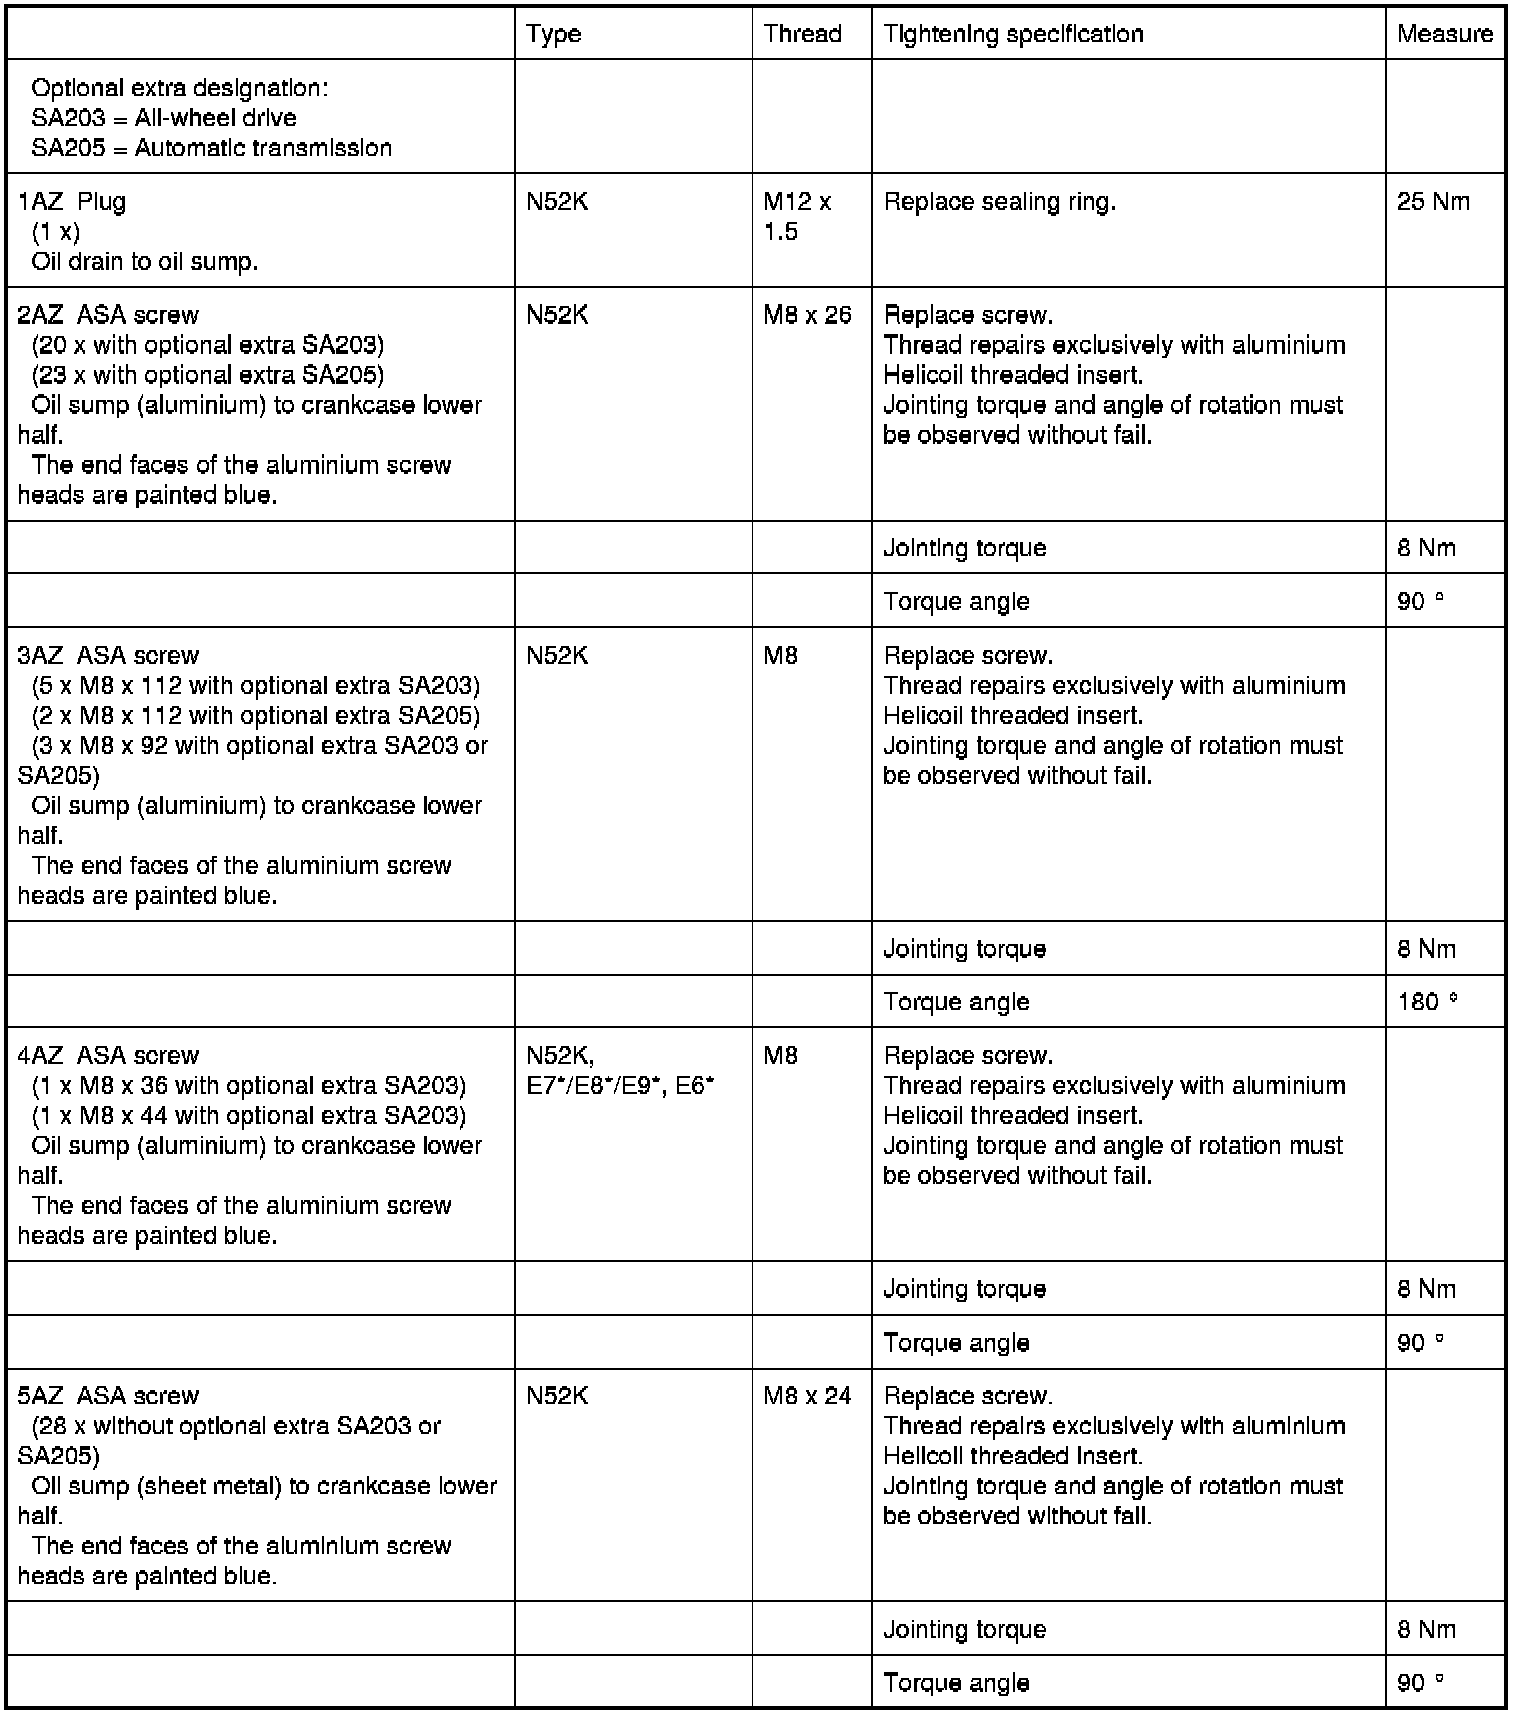 Type Thread Tightening specification Measure
Optional extra designation:
SA203 = All-wheel drive
SA205 = Automatic transmission
1AZ Plug
(1 x)
Oil drain to oil sump.
N52K
M12 x
1.5
Replace sealing ring.
25 Nm
2AZ ASA screw
(20 x with optional extra SA203)
(23 x with optional extra SA205)
Oil sump (aluminium) to crankcase lower
half.
The end faces of the aluminium screw
heads are painted blue.
N52K
M8 x 26
Replace screw.
Thread repairs exclusively with aluminium
Helicoil threaded insert.
Jointing torque and angle of rotation must
be observed without fail.
Jointing torque 8 Nm
Torque angle 90 °
3AZ ASA screw
(5 x M8 x 112 with optional extra SA203)
(2 x M8 x 112 with optional extra SA205)
(3 x M8 x 92 with optional extra SA203 or
SA205)
Oil sump (aluminium) to crankcase lower
half.
The end faces of the aluminium screw
heads are painted blue.
N52K
M8
Replace screw.
Thread repairs exclusively with aluminium
Helicoil threaded insert.
Jointing torque and angle of rotation must
be observed without fail.
Jointing torque 8 Nm
Torque angle 180 °
4AZ ASA screw
(1 x M8 x 36 with optional extra SA203)
(1 x M8 x 44 with optional extra SA203)
Oil sump (aluminium) to crankcase lower
half.
The end faces of the aluminium screw
heads are painted blue.
N52K,
E7*/E8*/E9*, E6*
M8
Replace screw.
Thread repairs exclusively with aluminium
Helicoil threaded insert.
Jointing torque and angle of rotation must
be observed without fail.
Jointing torque 8 Nm
Torque angle 90 °
5AZ ASA screw
(28 x without optional extra SA203 or
SA205)
Oil sump (sheet metal) to crankcase lower
half.
The end faces of the aluminium screw
heads are painted blue.
N52K
M8 x 24
Replace screw.
Thread repairs exclusively with aluminium
Helicoil threaded insert.
Jointing torque and angle of rotation must
be observed without fail.
Jointing torque 8 Nm
Torque angle 90 °